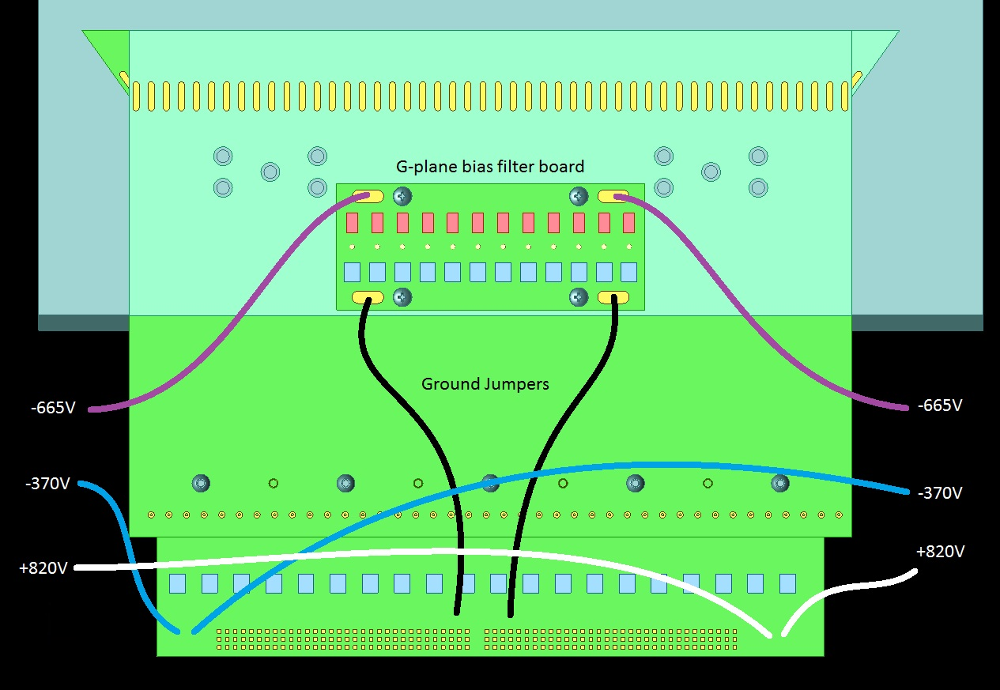 G-plane bias filter board
Ground Jumpers
-665V
-665V
-370V
-370V
+820V
+820V